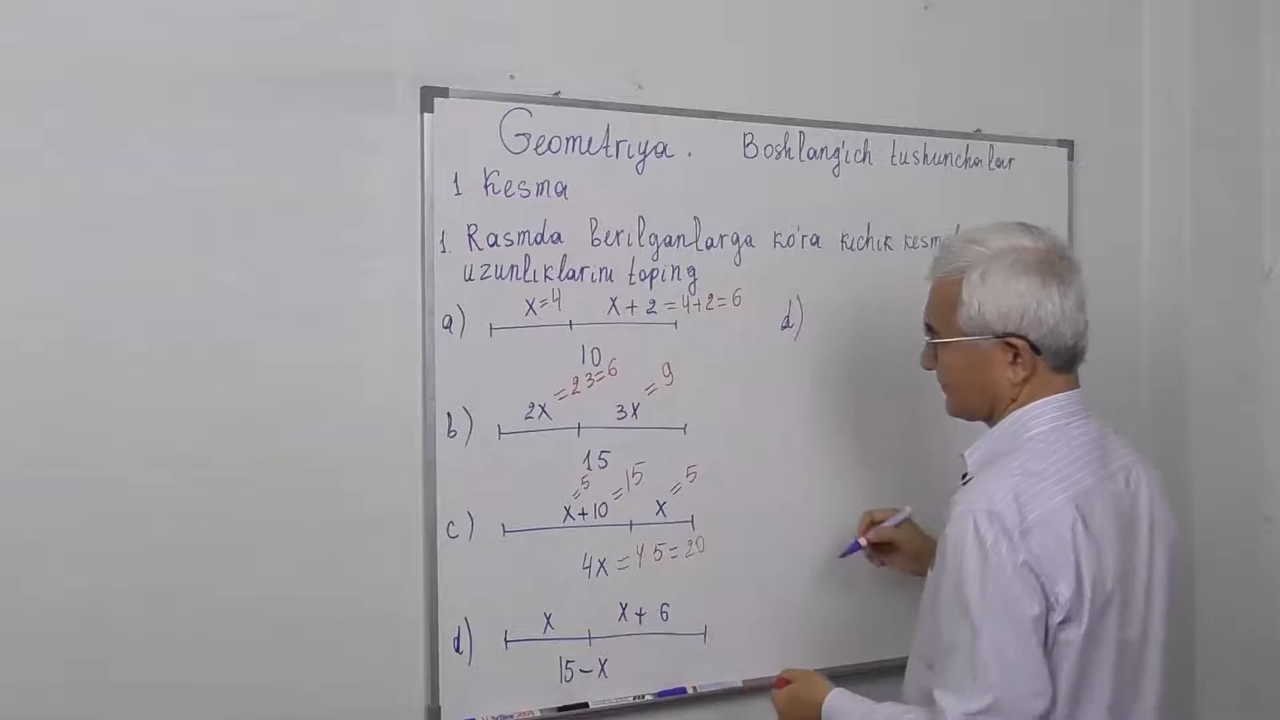 Geometriya. Boshlang'ich tushunchalar
1 Kesma
1. Rasmda berilganlarga ko'ra kichik
uzunliklarini toping
a) x=4 x+2=4+2=6
10
b) 2x=2·3=6 3x=9
15
c) x+10=15 x=5
=5
4x=4·5=20
d) x x+6
15-x
d)